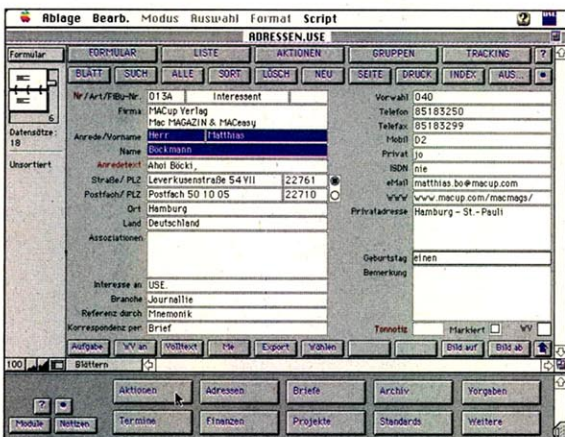 Ablage Bearb. Modus Auswahl Format Script
ADRESSEN.USE
Formular FORMULAR LISTE AKTIONEN GRUPPEN TRACKING ?
BLATT SUCH ALLE SORT LÖSCH NEU SEITE DRUCK INDEX AUS...
6
Datensätze:
18
Unsortiert
Nr/Art/FiBu-Nr. 013A Interessent
Firma MACup Verlag
Mac MAGAZIN & MACeasy
Anrede/Vorname Herr Matthias
Name Böckmann
Anredetext Ahoi Böcki,
Straße/ PLZ Leverkusenstraße 54 VII 22761
Postfach/ PLZ Postfach 50 10 05 22710
Ort Hamburg
Land Deutschland
Assoziationen
Interesse an USE.
Branche Journallie
Referenz durch Mnemonik
Korrespondenz per Brief
Vorwahl 040
Telefon 85183250
Telefax 85183299
Mobil D2
Privat jo
ISDN nie
eMail matthias.bo@macup.com
WWW www.macup.com/macmags/
Privatadresse Hamburg - St.-Pauli
Geburtstag einen
Bemerkung
Tonnotiz Markiert WV
Aufgabe WV an Volltext Me Export Wählen Bild auf Bild ab
100 Blättern
Aktionen Adressen Briefe Archiv Vorgaben
?
Module Notizen Termine Finanzen Projekte Standards Weitere